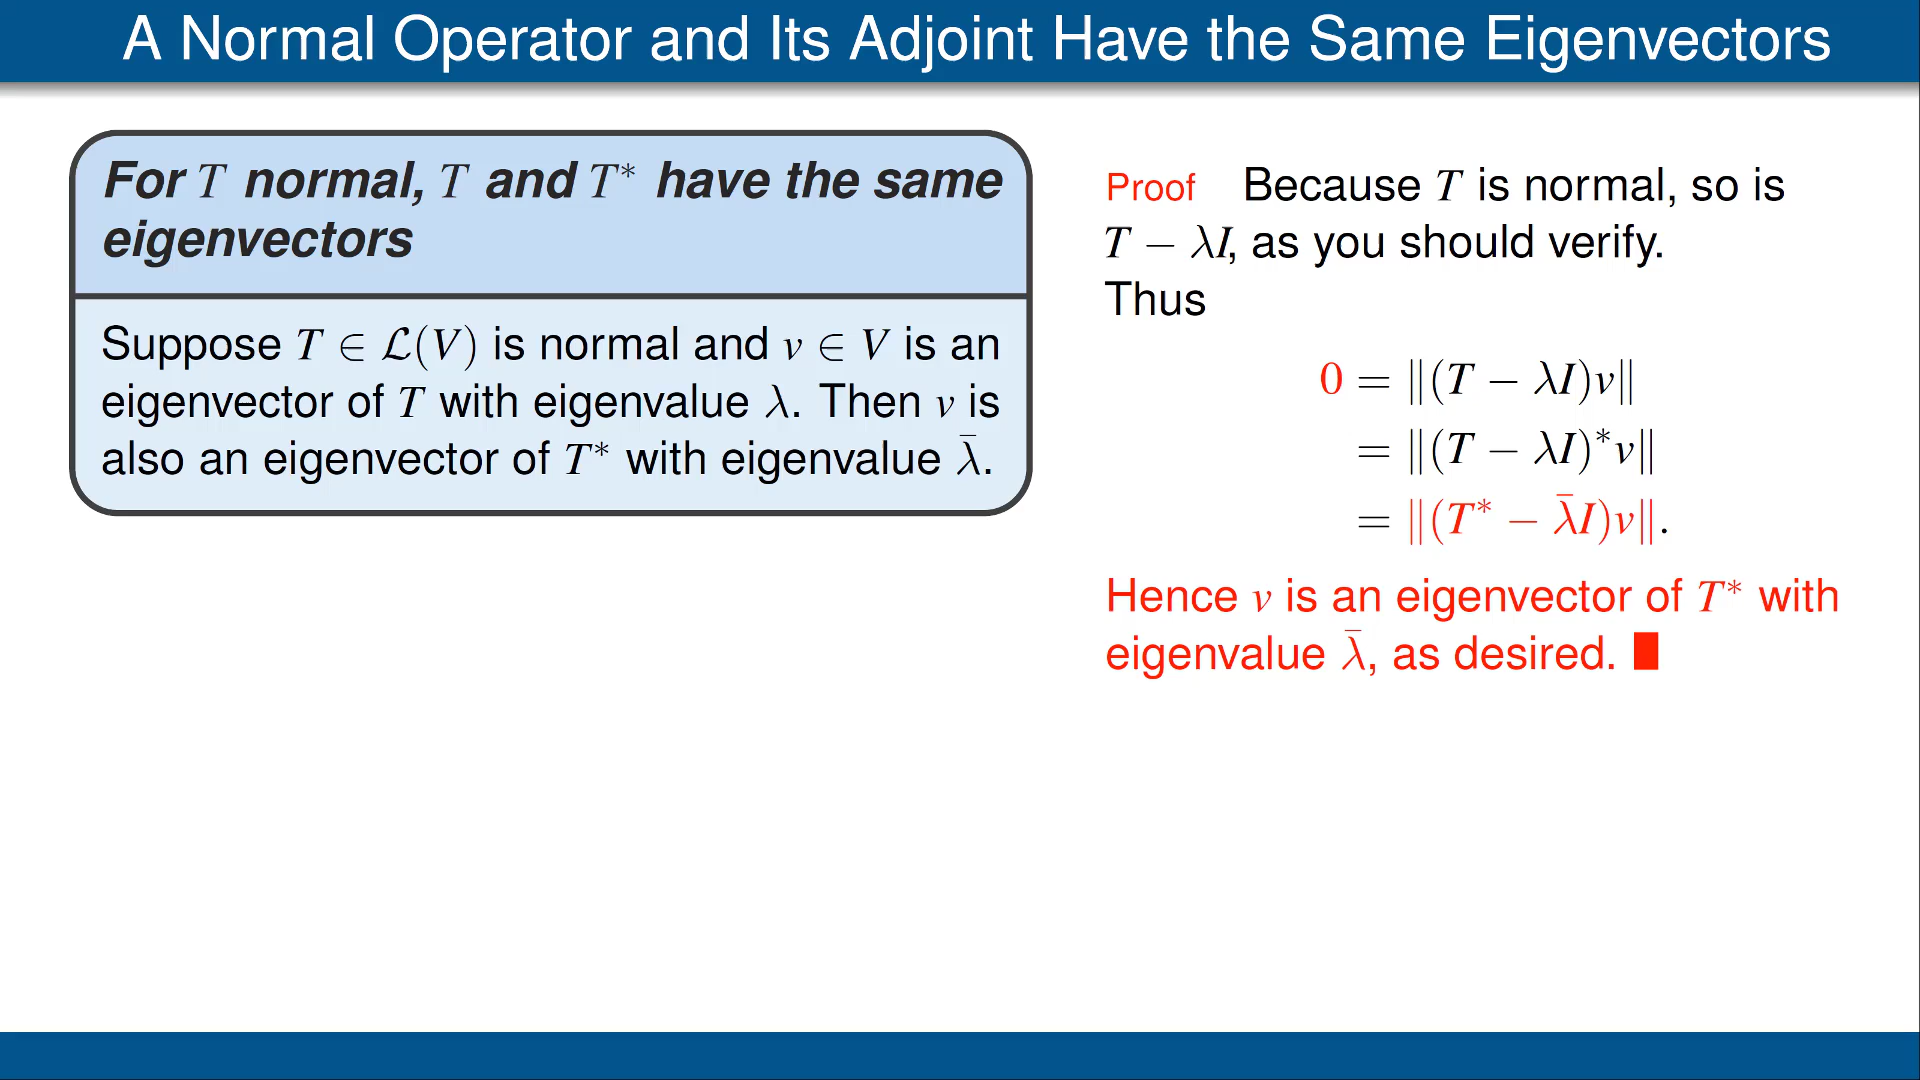 A Normal Operator and Its Adjoint Have the Same Eigenvectors
For T normal, T and T* have the same
eigenvectors
Suppose T ∈ ℒ(V) is normal and v ∈ V is an
eigenvector of T with eigenvalue λ. Then v is
also an eigenvector of T* with eigenvalue λ̄.
Proof Because T is normal, so is
T − λI, as you should verify.
Thus
0 = ‖(T − λI)v‖
= ‖(T − λI)*v‖
= ‖(T* − λ̄I)v‖.
Hence v is an eigenvector of T* with
eigenvalue λ̄, as desired. ■